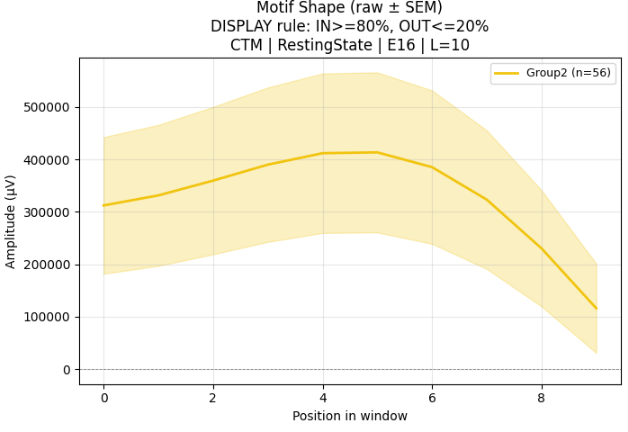 Motif Shape (raw ± SEM)
DISPLAY rule: IN>=80%, OUT<=20%
CTM | RestingState | E16 | L=10
Group2 (n=56)
Amplitude (µV)
500000
400000
300000
200000
100000
0
0 2 4 6 8
Position in window